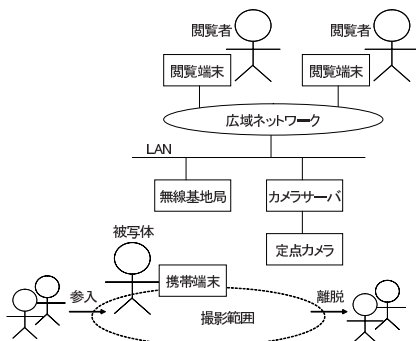 閲覧者
閲覧者
閲覧端末
閲覧端末
広域ネットワーク
LAN
無線基地局
カメラサーバ
定点カメラ
被写体
携帯端末
参入
離脱
撮影範囲